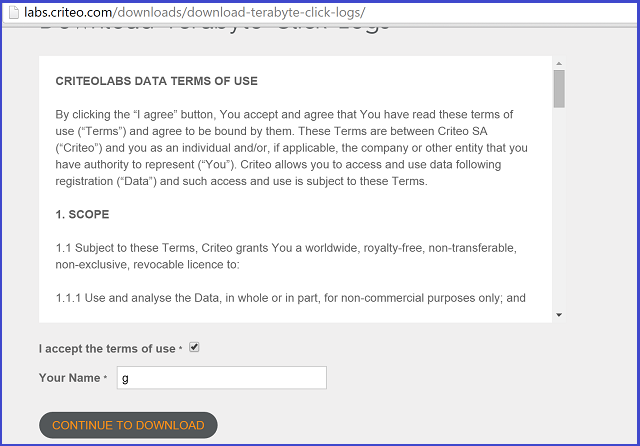 labs.criteo.com/downloads/download-terabyte-click-logs/
Download Terabyte Click Logs
CRITEOLABS DATA TERMS OF USE
By clicking the “I agree” button, You accept and agree that You have read these terms of
use (“Terms”) and agree to be bound by them. These Terms are between Criteo SA
(“Criteo”) and you as an individual and/or, if applicable, the company or other entity that you
have authority to represent (“You”). Criteo allows you to access and use data following
registration (“Data”) and such access and use is subject to these Terms.
1. SCOPE
1.1 Subject to these Terms, Criteo grants You a worldwide, royalty-free, non-transferable,
non-exclusive, revocable licence to:
1.1.1 Use and analyse the Data, in whole or in part, for non-commercial purposes only; and
I accept the terms of use *
Your Name * g
CONTINUE TO DOWNLOAD